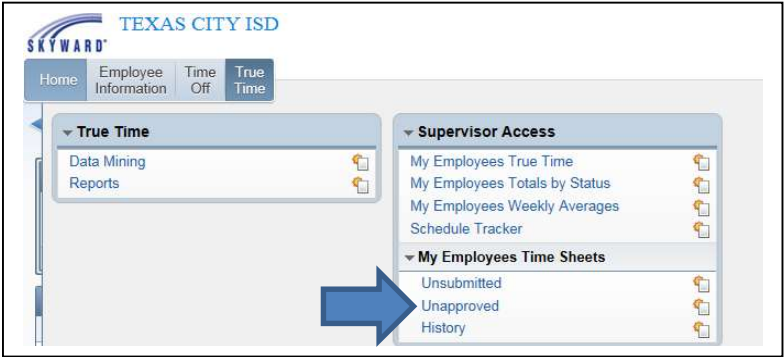 TEXAS CITY ISD
SKYWARD®
Home
Employee
Information
Time
Off
True
Time
True Time
Data Mining
Reports
Supervisor Access
My Employees True Time
My Employees Totals by Status
My Employees Weekly Averages
Schedule Tracker
My Employees Time Sheets
Unsubmitted
Unapproved
History